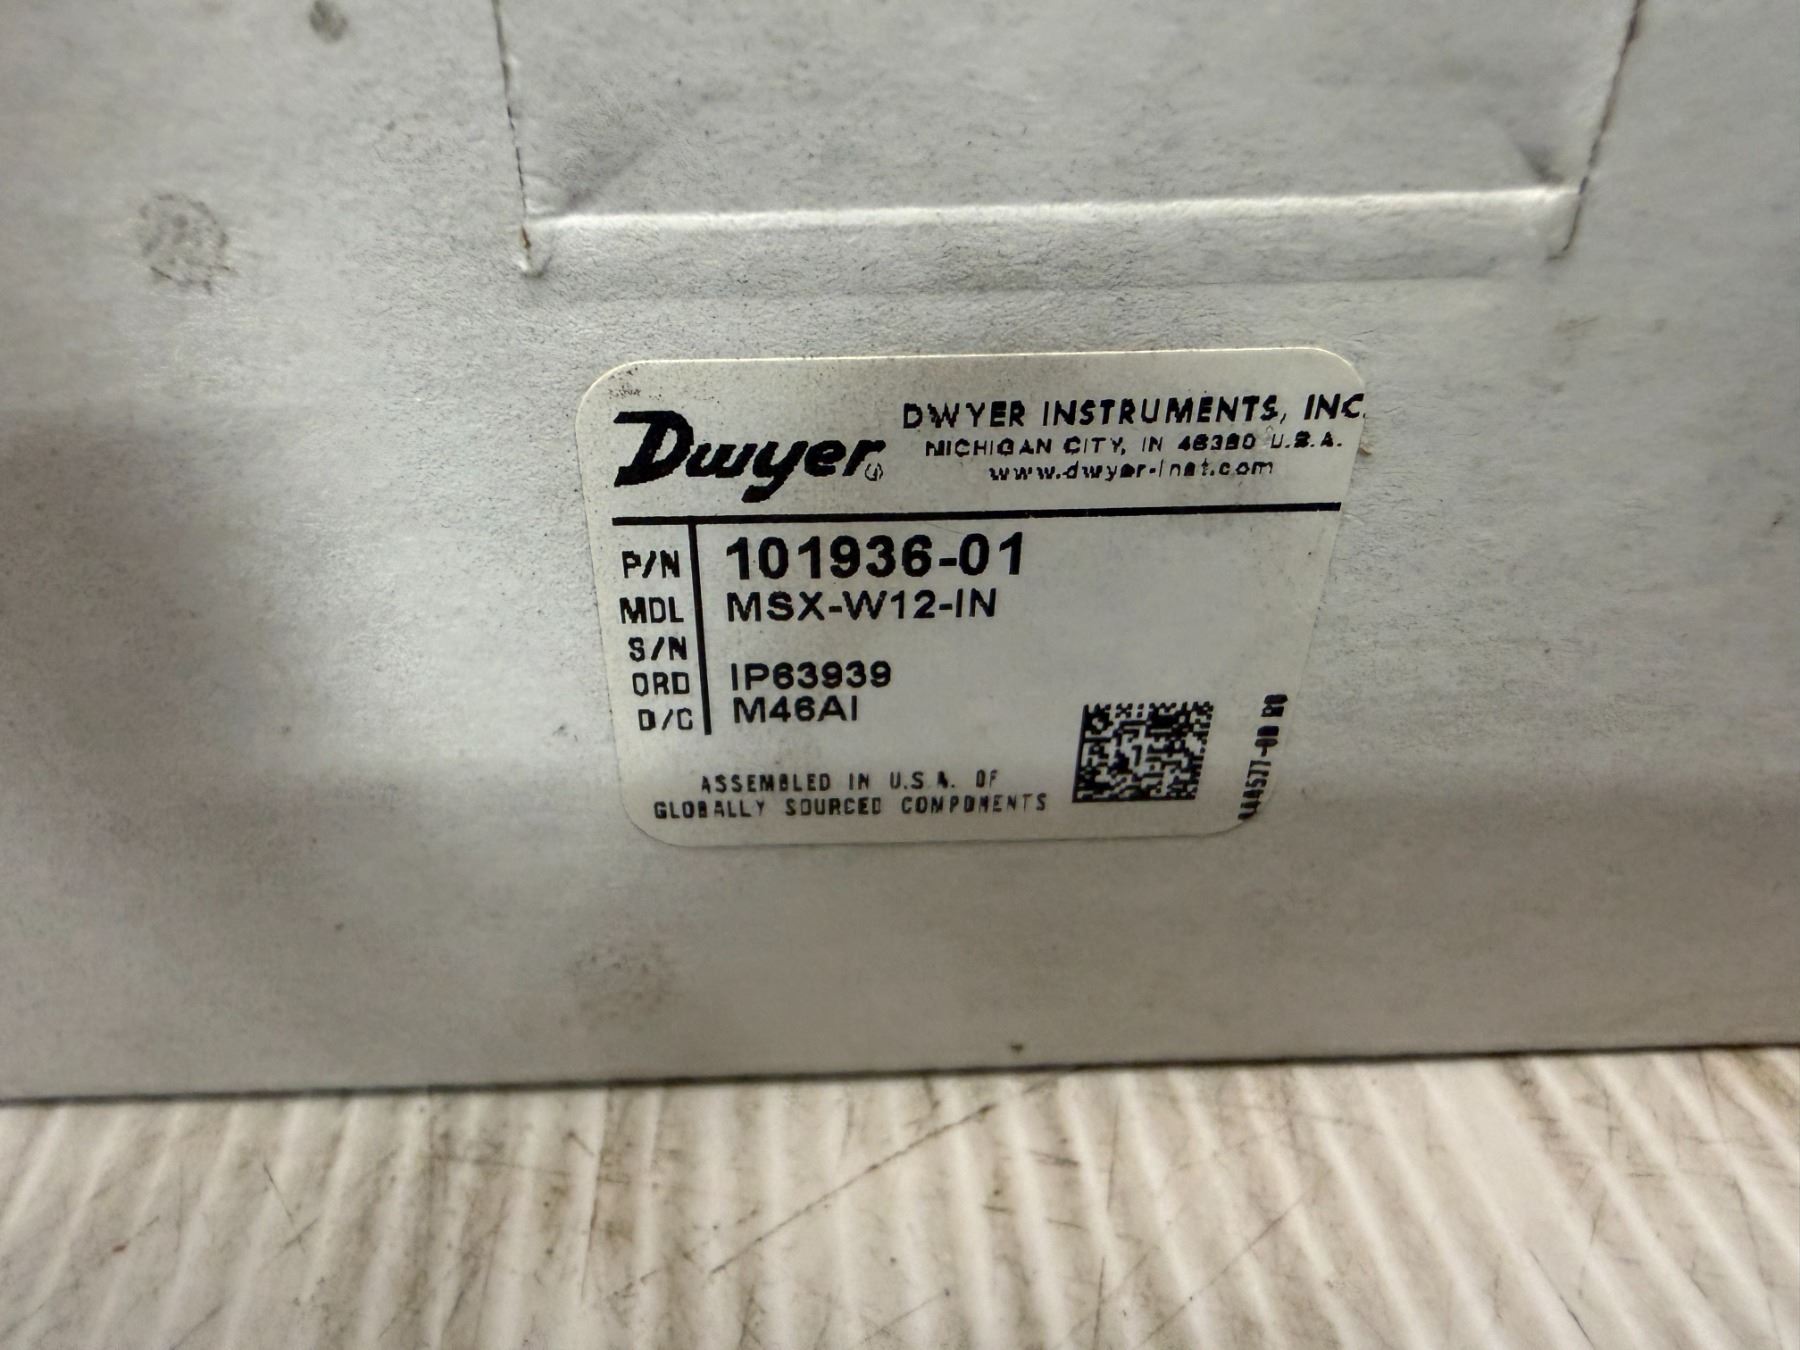 Dwyer®
DWYER INSTRUMENTS, INC.
MICHIGAN CITY, IN 46360 U.S.A.
www.dwyer-inst.com
P/N 101936-01
MDL MSX-W12-IN
S/N
ORD IP63939
D/C M46AI
ASSEMBLED IN U.S.A. OF
GLOBALLY SOURCED COMPONENTS